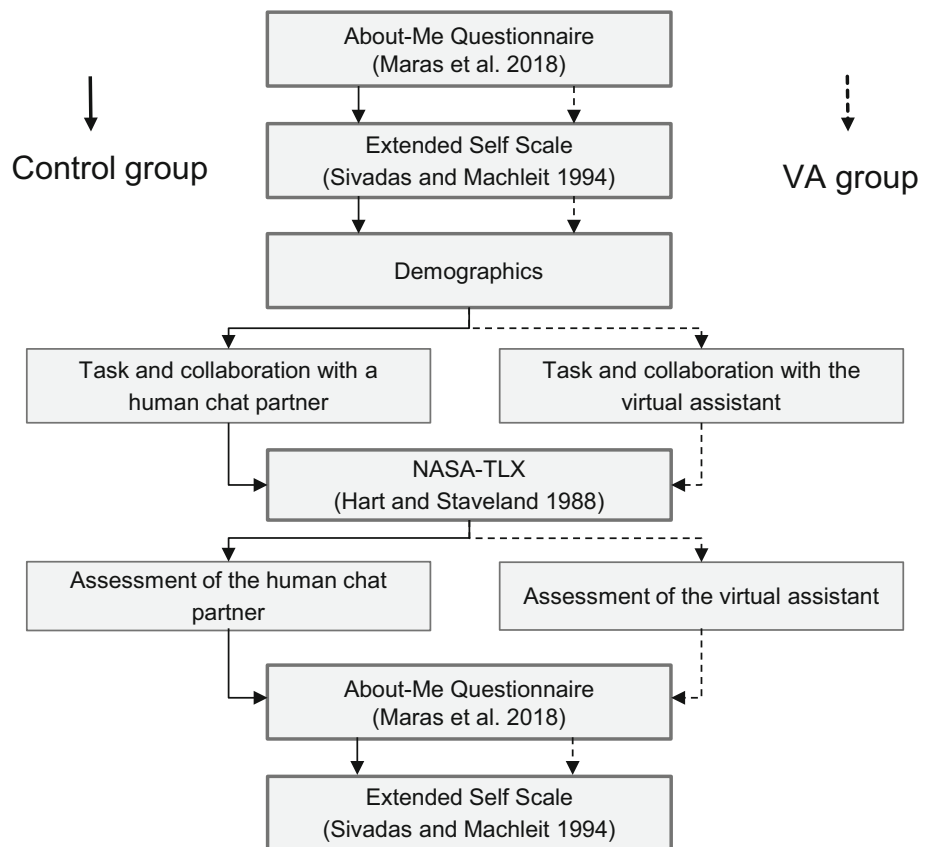 About-Me Questionnaire
(Maras et al. 2018)
Control group
VA group
Extended Self Scale
(Sivadas and Machleit 1994)
Demographics
Task and collaboration with a
human chat partner
Task and collaboration with the
virtual assistant
NASA-TLX
(Hart and Staveland 1988)
Assessment of the human chat
partner
Assessment of the virtual assistant
About-Me Questionnaire
(Maras et al. 2018)
Extended Self Scale
(Sivadas and Machleit 1994)